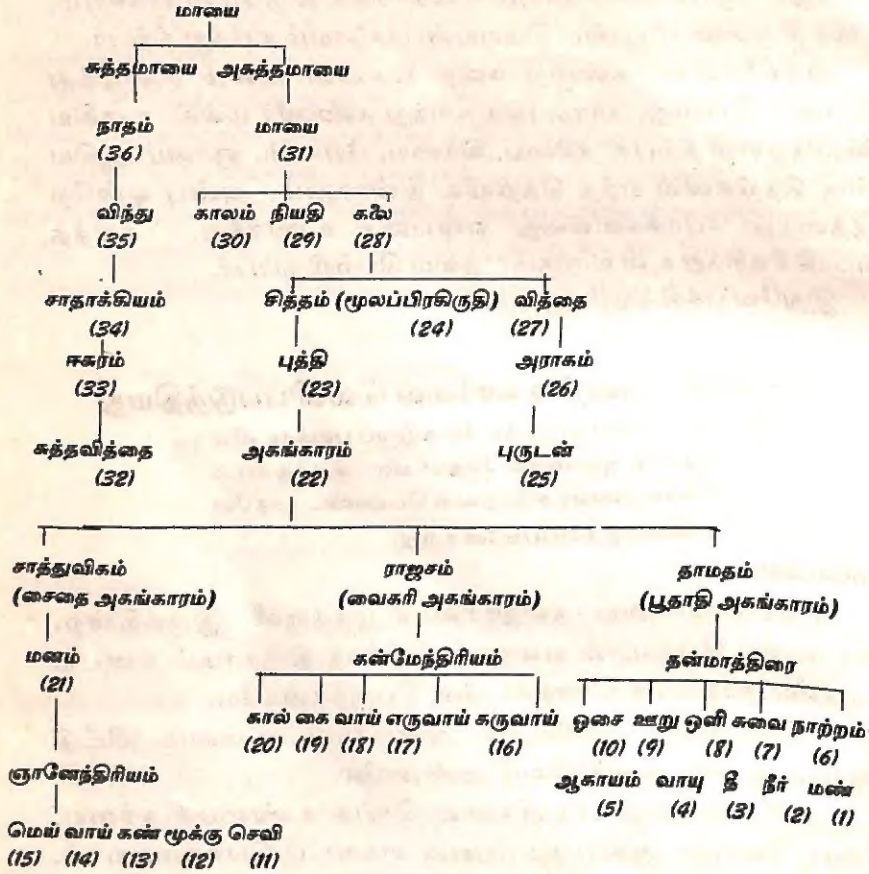 மாயை
சுத்தமாயை அசுத்தமாயை
நாதம் மாயை
(36) (31)
விந்து காலம் நியதி கலை
(35) (30) (29) (28)
சாதாக்கியம் சித்தம் (மூலப்பிரகிருதி) வித்தை
(34) (24) (27)
ஈசுரம் புத்தி அராகம்
(33) (23) (26)
சுத்தவித்தை அகங்காரம் புருடன்
(32) (22) (25)
சாத்துவிகம் ராஜசம் தாமதம்
(சைதை அகங்காரம்) (வைகரி அகங்காரம்) (பூதாதி அகங்காரம்)
மனம் கன்மேந்திரியம் தன்மாத்திரை
(21)
கால் கை வாய் எருவாய் கருவாய் ஓசை ஊறு ஒளி சுவை நாற்றம்
(20) (19) (18) (17) (16) (10) (9) (8) (7) (6)
ஞானேந்திரியம் ஆகாயம் வாயு தீ நீர் மண்
(5) (4) (3) (2) (1)
மெய் வாய் கண் மூக்கு செவி
(15) (14) (13) (12) (11)